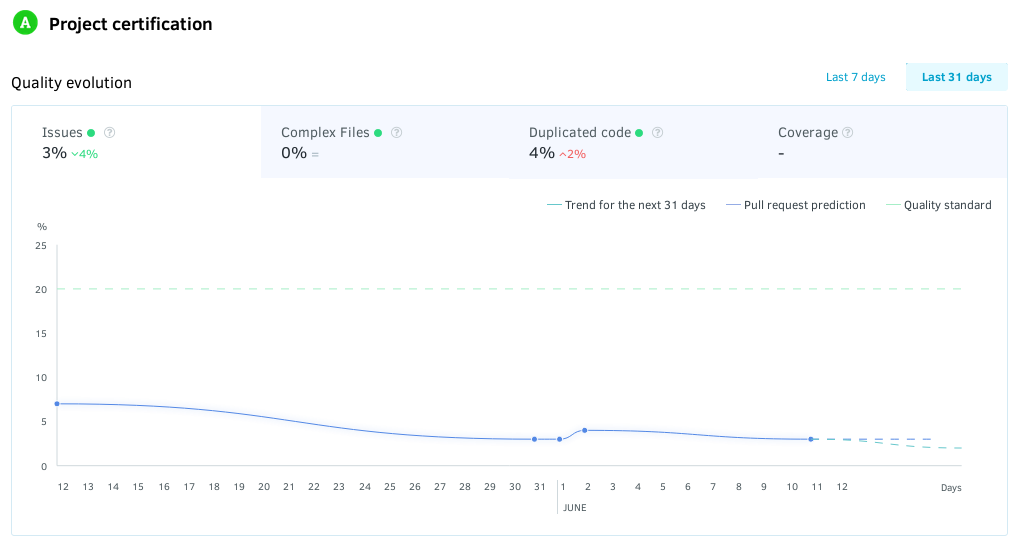 A Project certification
Quality evolution
Last 7 days
Last 31 days
Issues ?
3% 4%
Complex Files ?
0% =
Duplicated code ?
4% 2%
Coverage ?
-
Trend for the next 31 days
Pull request prediction
Quality standard
%
25
20
15
10
5
0
12 13 14 15 16 17 18 19 20 21 22 23 24 25 26 27 28 29 30 31 1 2 3 4 5 6 7 8 9 10 11 12 Days
JUNE